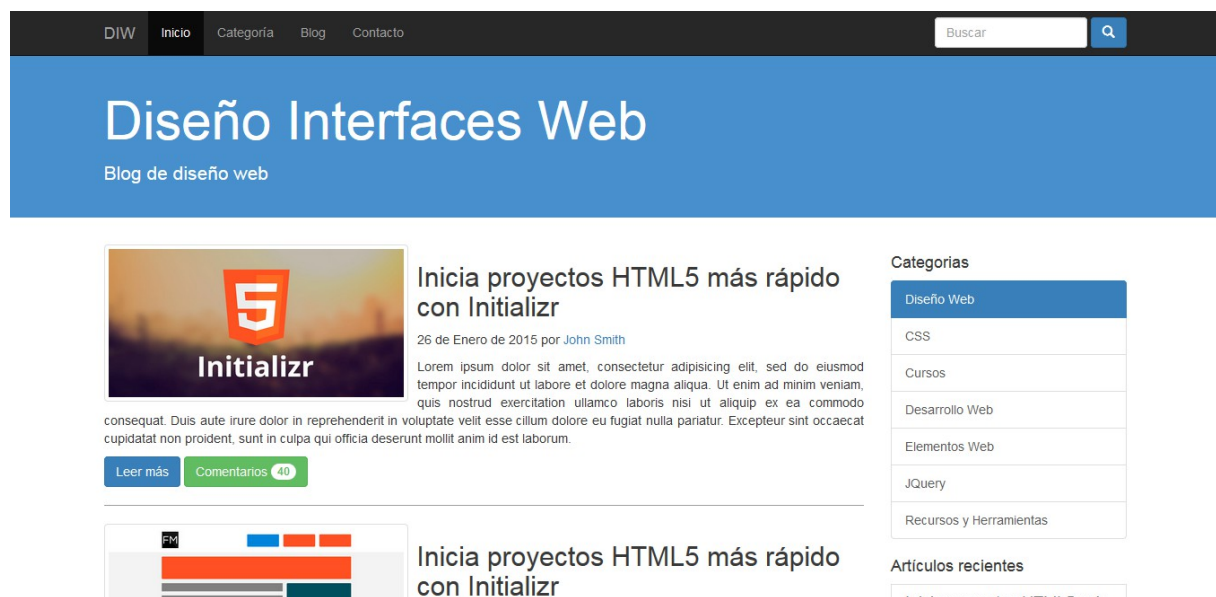 DIW Inicio Categoría Blog Contacto Buscar
Diseño Interfaces Web
Blog de diseño web
5
Initializr
Inicia proyectos HTML5 más rápido
con Initializr
26 de Enero de 2015 por John Smith
Lorem ipsum dolor sit amet, consectetur adipisicing elit, sed do eiusmod
tempor incididunt ut labore et dolore magna aliqua. Ut enim ad minim veniam,
quis nostrud exercitation ullamco laboris nisi ut aliquip ex ea commodo
consequat. Duis aute irure dolor in reprehenderit in voluptate velit esse cillum dolore eu fugiat nulla pariatur. Excepteur sint occaecat
cupidatat non proident, sunt in culpa qui officia deserunt mollit anim id est laborum.
Leer más Comentarios 40
FM
Inicia proyectos HTML5 más rápido
con Initializr
Categorias
Diseño Web
CSS
Cursos
Desarrollo Web
Elementos Web
JQuery
Recursos y Herramientas
Artículos recientes